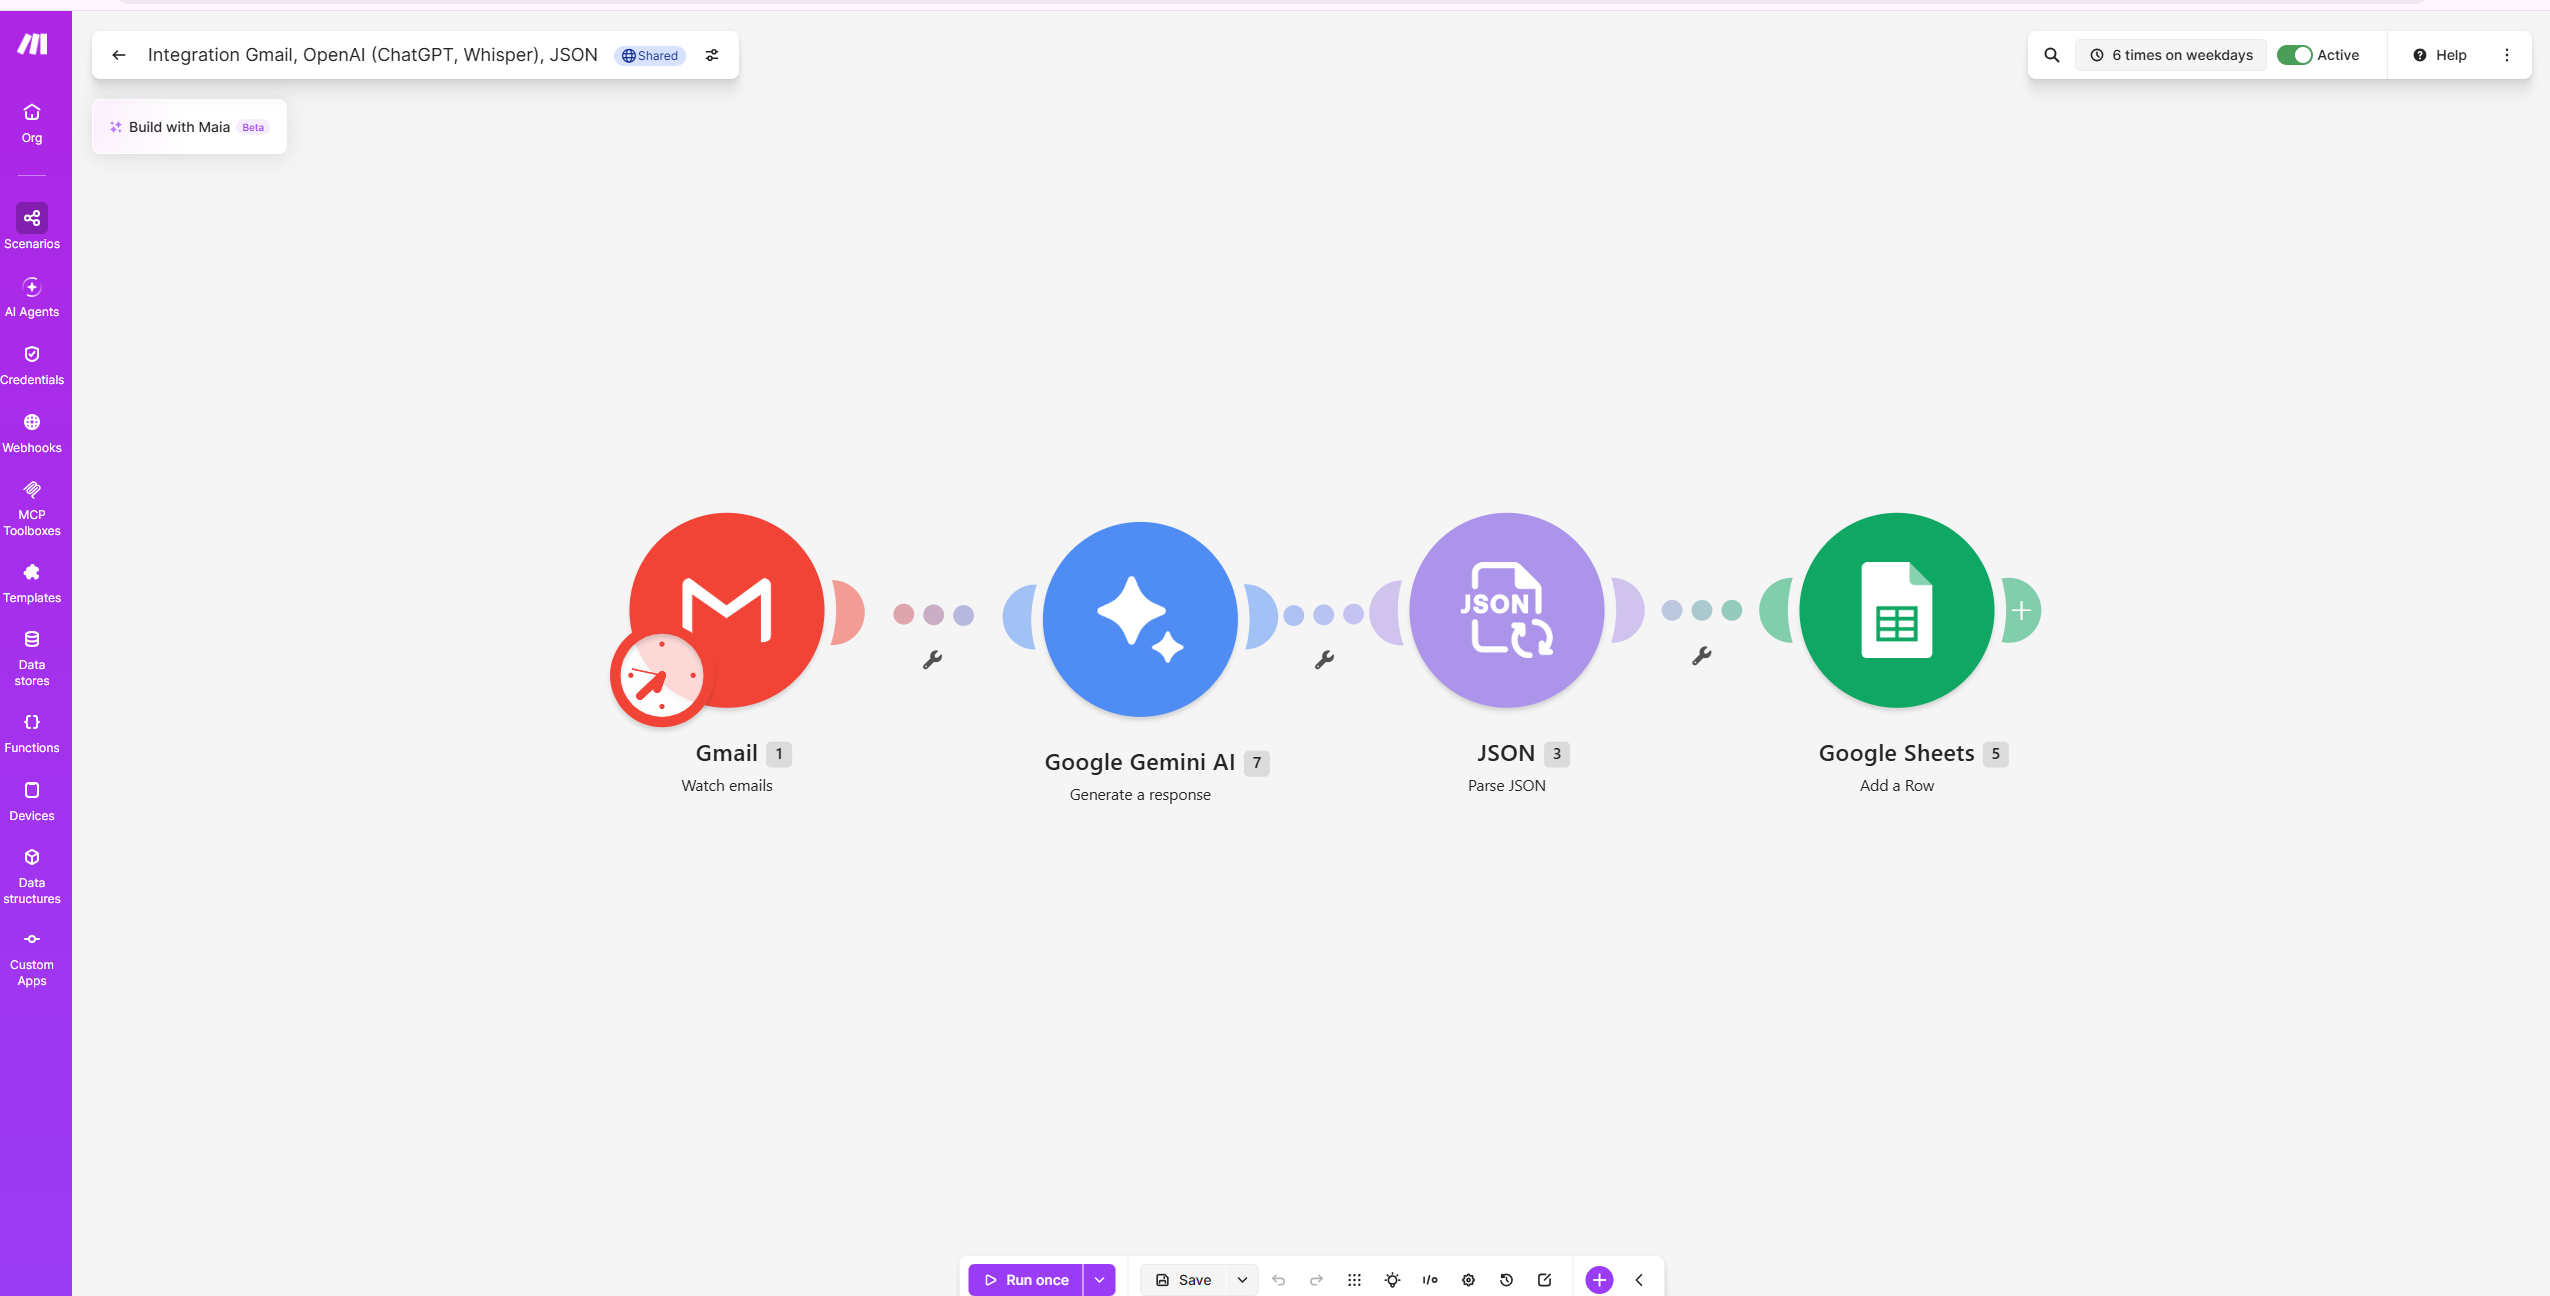 Integration Gmail, OpenAI (ChatGPT, Whisper), JSON
Shared
6 times on weekdays
Active
Help
Build with Maia
Beta
Org
Scenarios
AI Agents
Credentials
Webhooks
MCP
Toolboxes
Templates
Data
stores
Functions
Devices
Data
structures
Custom
Apps
JSON
Gmail 1
Watch emails
Google Gemini AI 7
Generate a response
JSON 3
Parse JSON
Google Sheets 5
Add a Row
Run once
Save